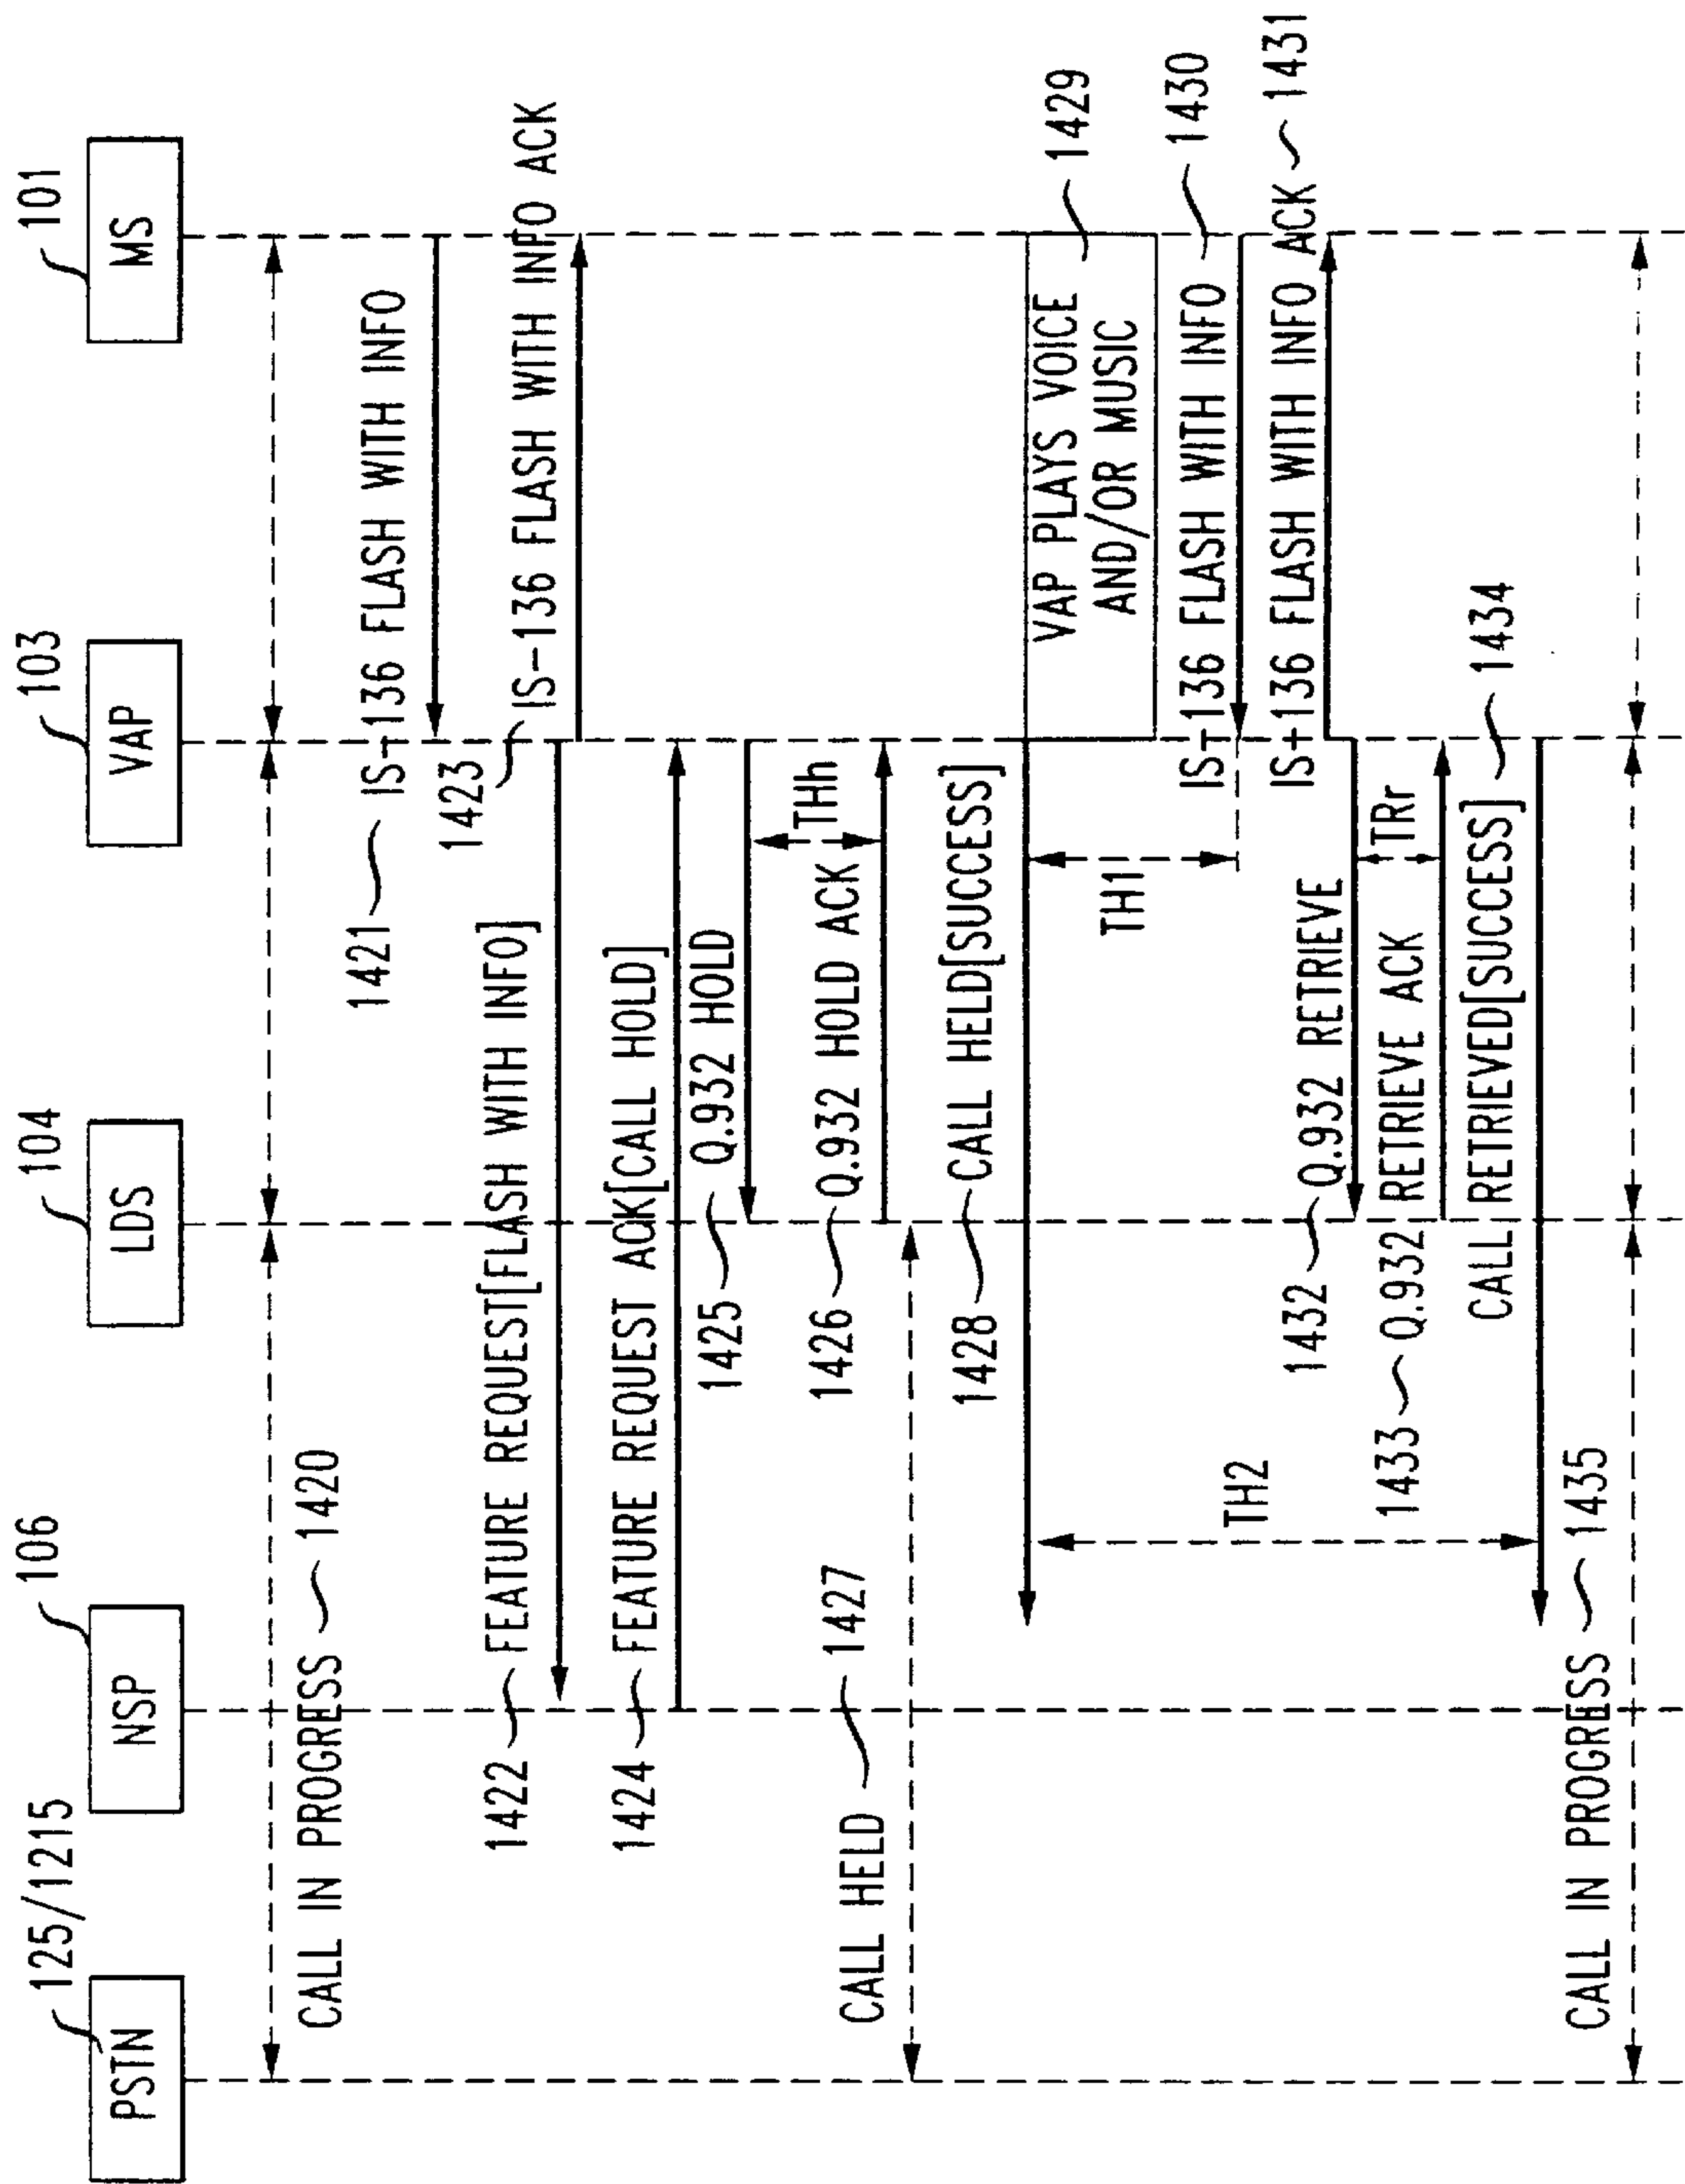 125/1215
106
104
103
101
PSTN
NSP
LDS
VAP
MS
CALL IN PROGRESS 1420
1421 IS-136 FLASH WITH INFO
1422 FEATURE REQUEST[FLASH WITH INFO]
1423 IS-136 FLASH WITH INFO ACK
1424 FEATURE REQUEST ACK[CALL HOLD]
1425 Q.932 HOLD
THh
1426 Q.932 HOLD ACK
CALL HELD 1427
1428 CALL HELD[SUCCESS]
VAP PLAYS VOICE
AND/OR MUSIC
1429
TH1
IS-136 FLASH WITH INFO 1430
IS-136 FLASH WITH INFO ACK 1431
TH2
1432 Q.932 RETRIEVE
TRr
1433 Q.932 RETRIEVE ACK
CALL RETRIEVED[SUCCESS] 1434
CALL IN PROGRESS 1435